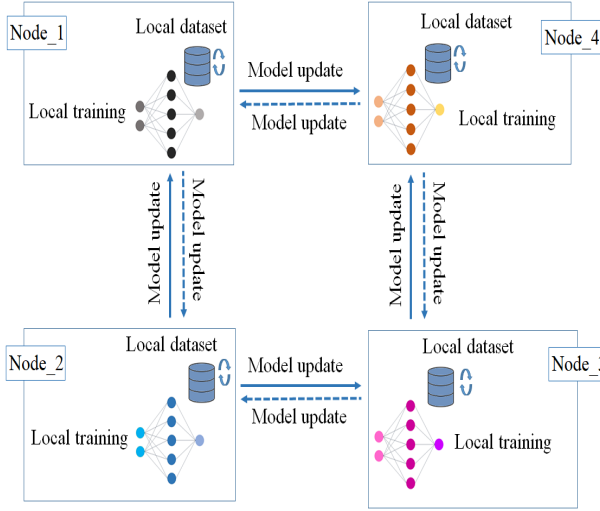 Node_1
Local dataset
Local training
Model update
Model update
Local dataset
Node_4
Local training
Model update
Model update
Model update
Model update
Node_2
Local dataset
Local training
Model update
Model update
Local dataset
Node_
Local training